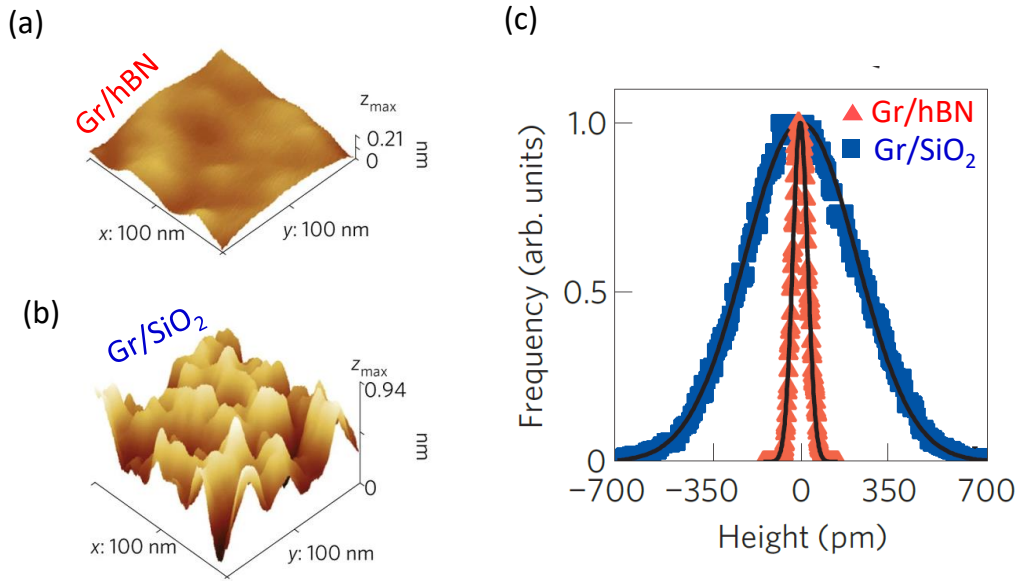 (a)
Gr/hBN
z_max
0.21
0
nm
x: 100 nm
y: 100 nm
(b)
Gr/SiO₂
z_max
0.94
nm
0
x: 100 nm
y: 100 nm
(c)
Gr/hBN
Gr/SiO₂
Frequency (arb. units)
1.0
0.5
0
−700
−350
0
350
700
Height (pm)